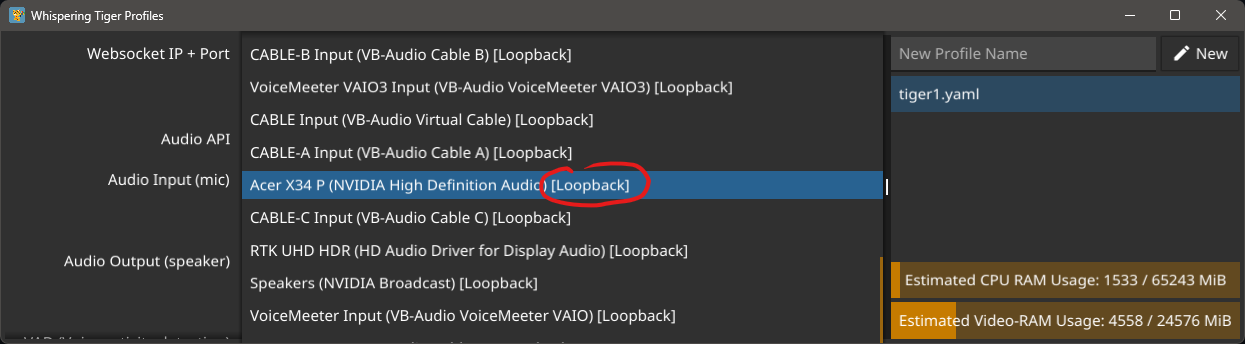 Whispering Tiger Profiles
Websocket IP + Port
Audio API
Audio Input (mic)
Audio Output (speaker)
CABLE-B Input (VB-Audio Cable B) [Loopback]
VoiceMeeter VAIO3 Input (VB-Audio VoiceMeeter VAIO3) [Loopback]
CABLE Input (VB-Audio Virtual Cable) [Loopback]
CABLE-A Input (VB-Audio Cable A) [Loopback]
Acer X34 P (NVIDIA High Definition Audio) [Loopback]
CABLE-C Input (VB-Audio Cable C) [Loopback]
RTK UHD HDR (HD Audio Driver for Display Audio) [Loopback]
Speakers (NVIDIA Broadcast) [Loopback]
VoiceMeeter Input (VB-Audio VoiceMeeter VAIO) [Loopback]
New Profile Name
New
tiger1.yaml
Estimated CPU RAM Usage: 1533 / 65243 MiB
Estimated Video-RAM Usage: 4558 / 24576 MiB